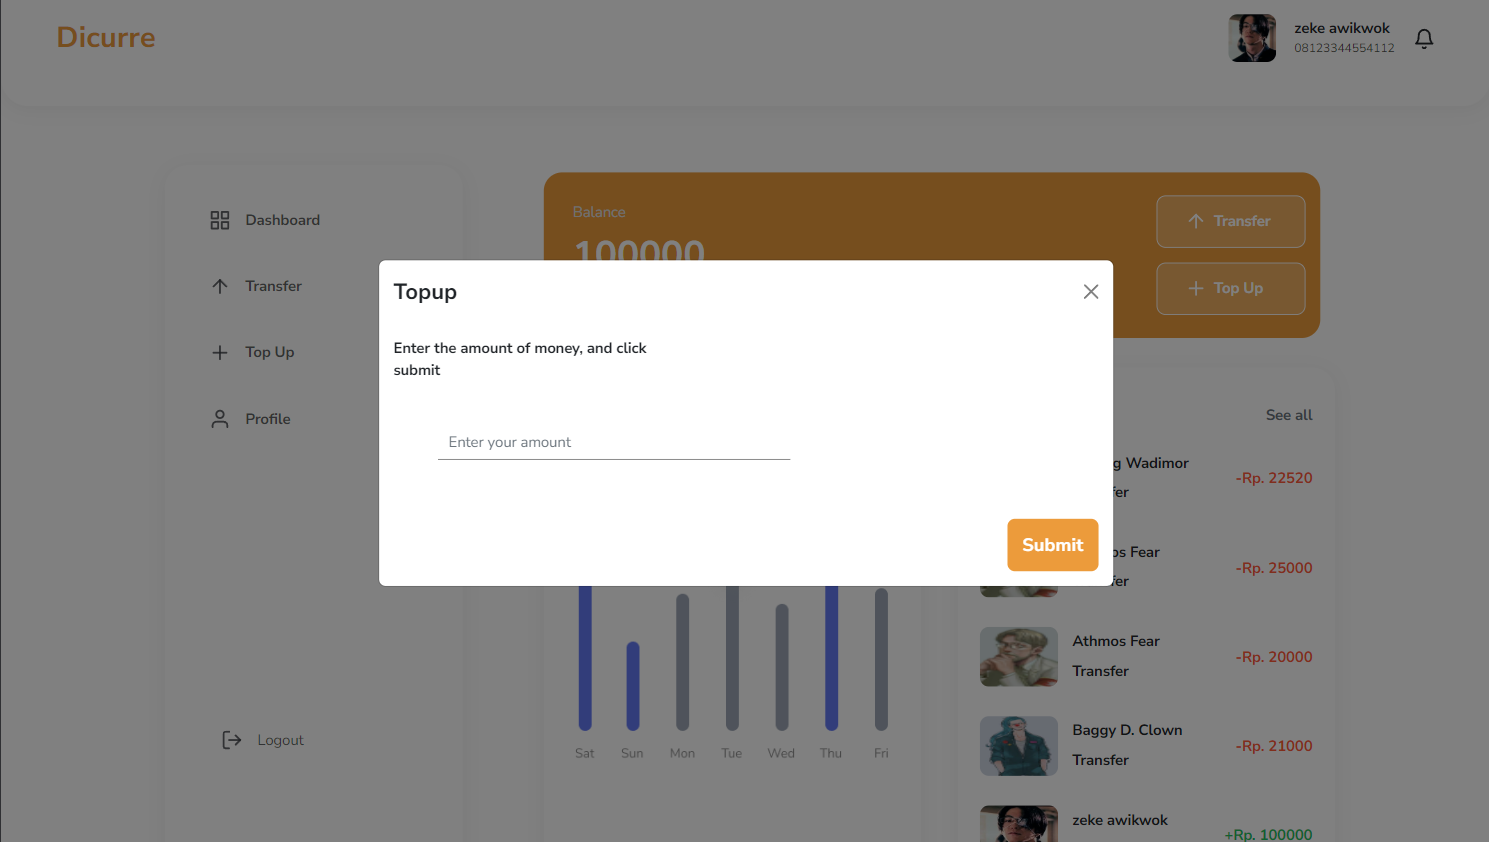 Dicurre
zeke awikwok
08123344554112
Dashboard
Transfer
Top Up
Profile
Logout
Balance
100000
Transfer
Top Up
Topup
Enter the amount of money, and click
submit
Enter your amount
Submit
Sat Sun Mon Tue Wed Thu Fri
See all
g Wadimor
fer
-Rp. 22520
os Fear
fer
-Rp. 25000
Athmos Fear
Transfer
-Rp. 20000
Baggy D. Clown
Transfer
-Rp. 21000
zeke awikwok
+Rp. 100000